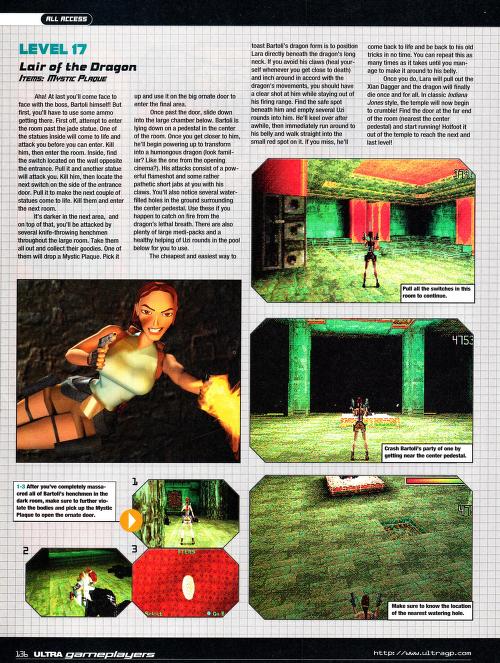 ALL ACCESS
LEVEL 17
Lair of the Dragon
ITEMS: MYSTIC PLAQUE
Aha! At last you'll come face to
face with the boss, Bartoli himself! But
first, you'll have to use some ammo
getting there. First off, attempt to enter
the room past the jade statue. One of
the statues inside will come to life and
attack you before you can enter. Kill
him, then enter the room. Inside, find
the switch located on the wall opposite
the entrance. Pull it and another statue
will attack you. Kill him, then locate the
next switch on the side of the entrance
door. Pull it to make the next couple of
statues come to life. Kill them and enter
the next room.
It's darker in the next area, and
on top of that, you'll be attacked by
several knife-throwing henchmen
throughout the large room. Take them
all out and collect their goodies. One of
them will drop a Mystic Plaque. Pick it
up and use it on the big ornate door to
enter the final area.
Once past the door, slide down
into the large chamber below. Bartoli is
lying down on a pedestal in the center
of the room. Once you get closer to him,
he'll begin powering up to transform
into a humongous dragon (look famil-
iar? Like the one from the opening
cinema?). His attacks consist of a pow-
erful flamethrower and some rather
pathetic short jabs at you with his
claws. You'll also notice several water-
filled holes in the ground surrounding
the center pedestal. Use these if you
happen to catch on fire from the
dragon's lethal breath. There are also
plenty of large medi-packs and a
healthy helping of Uzi rounds in the pool
below for you to use.
The cheapest and easiest way to
toast Bartoli's dragon form is to position
Lara directly beneath the dragon's long
neck. If you avoid his claws (heal your-
self whenever you get close to death)
and inch around in accord with the
dragon's movements, you should have
a clear shot at him while staying out of
his firing range. Find the safe spot
beneath him and empty several Uzi
rounds into him. He'll keel over after
awhile, then immediately run around to
his belly and walk straight into the
small red spot on it. If you miss, he'll
come back to life and be back to his old
tricks in no time. You can repeat this as
many times as it takes until you man-
age to make it around to his belly.
Once you do, Lara will pull out the
Xian Dagger and the dragon will finally
die once and for all. In classic Indiana
Jones style, the temple will now begin
to crumble! Find the door at the far end
of the room (nearest the center
pedestal) and start running! Hotfoot it
out of the temple to reach the next and
last level!
Pull all the switches in this
room to continue.
4753
Crash Bartoli's party of one by
getting near the center pedestal.
Make sure to know the location
of the nearest watering hole.
1-3 After you've completely massa-
cred all of Bartoli's henchmen in the
dark room, make sure to further vio-
late the bodies and pick up the Mystic
Plaque to open the ornate door.
1
2
3
ITEMS
Select
136 ULTRA gameplayers
http://www.ultragp.com